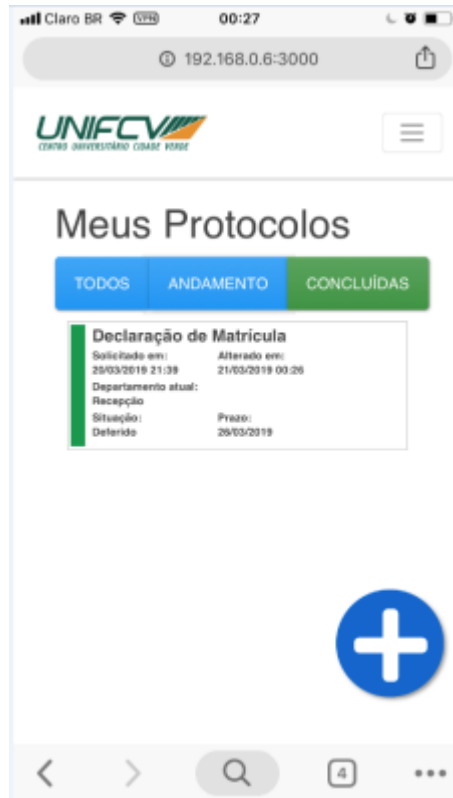 Claro BR VPN 00:27
192.168.0.6:3000
UNIFCV
CENTRO UNIVERSITÁRIO CIDADE VERDE
Meus Protocolos
TODOS ANDAMENTO CONCLUÍDAS
Declaração de Matrícula
Solicitado em: Alterado em:
20/03/2019 21:39 21/03/2019 00:26
Departamento atual:
Recepção
Situação: Prazo:
Deferido 26/03/2019
4